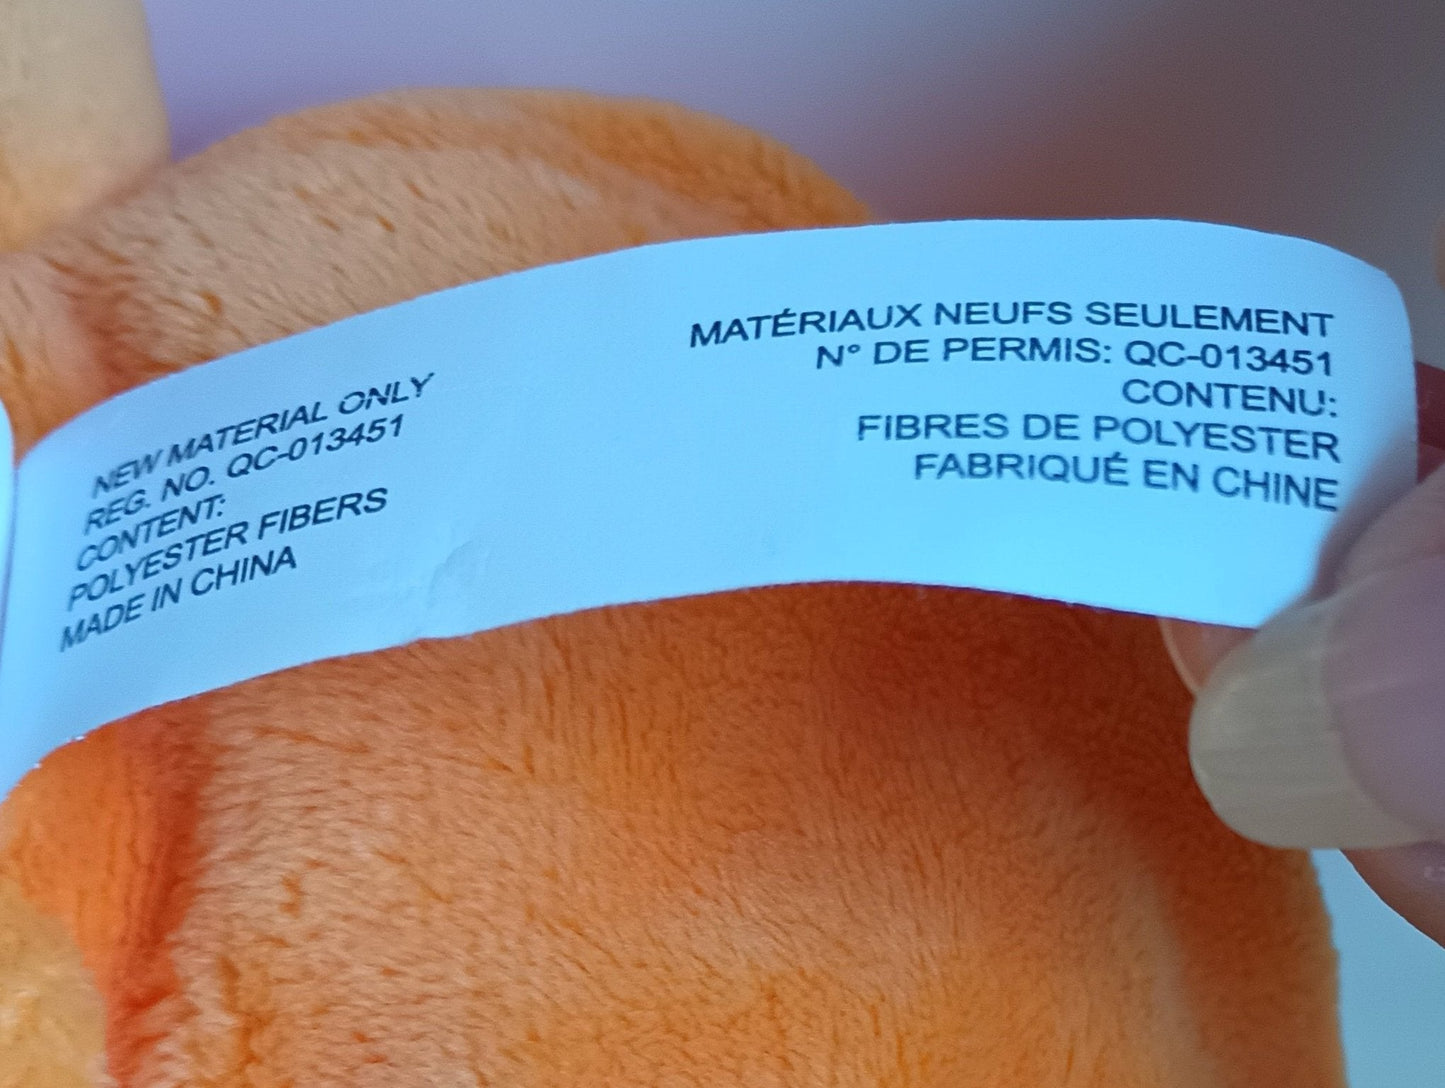 NEW MATERIAL ONLY
REG. NO. QC-013451
CONTENT:
POLYESTER FIBERS
MADE IN CHINA
MATÉRIAUX NEUFS SEULEMENT
N° DE PERMIS: QC-013451
CONTENU:
FIBRES DE POLYESTER
FABRIQUÉ EN CHINE